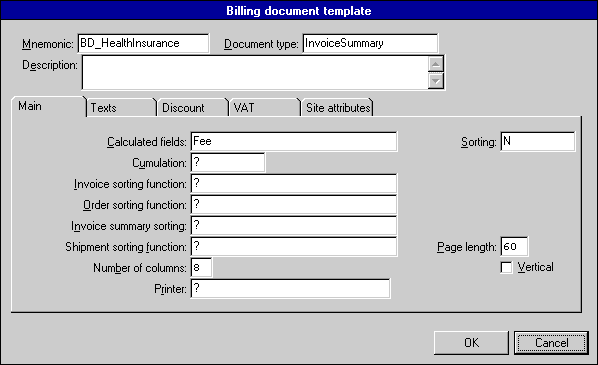 Billing document template
Mnemonic: BD_HealthInsurance Document type: InvoiceSummary
Description:
Main Texts Discount VAT Site attributes
Calculated fields: Fee Sorting: N
Cumulation: ?
Invoice sorting function: ?
Order sorting function: ?
Invoice summary sorting: ?
Shipment sorting function: ? Page length: 60
Number of columns: 8 Vertical
Printer: ?
OK Cancel